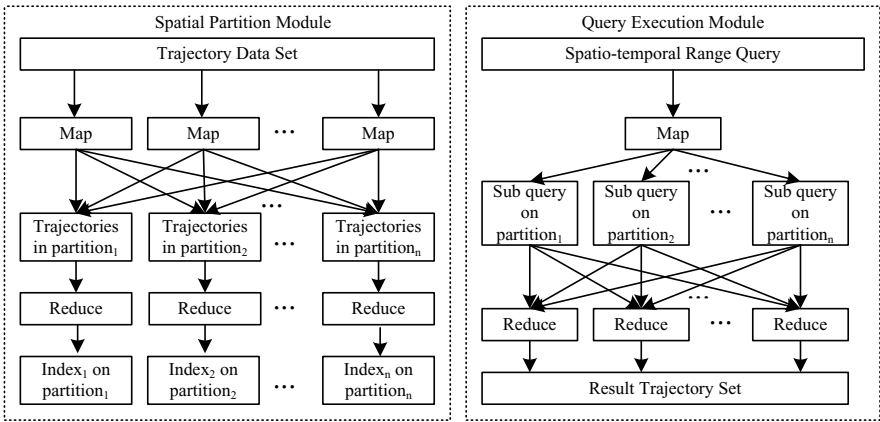 Spatial Partition Module
Trajectory Data Set
Map
Map
...
Map
...
Trajectories
in partition1
Trajectories
in partition2
...
Trajectories
in partitionn
Reduce
Reduce
...
Reduce
Index1 on
partition1
Index2 on
partition2
...
Indexn on
partitionn
Query Execution Module
Spatio-temporal Range Query
Map
...
Sub query
on
partition1
Sub query
on
partition2
...
Sub query
on
partitionn
...
Reduce
Reduce
...
Reduce
Result Trajectory Set